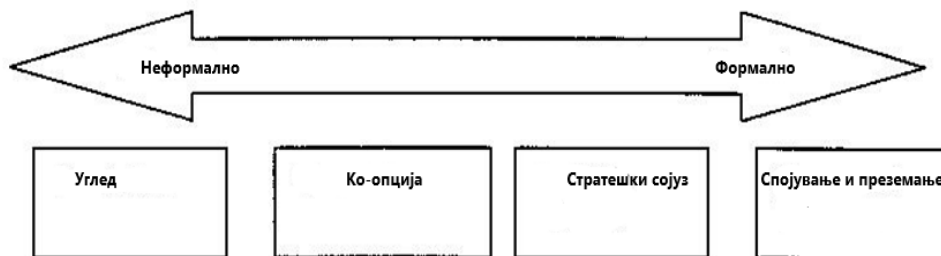 Неформално
Формално
Углед
Ко-опција
Стратешки сојуз
Спојување и преземање